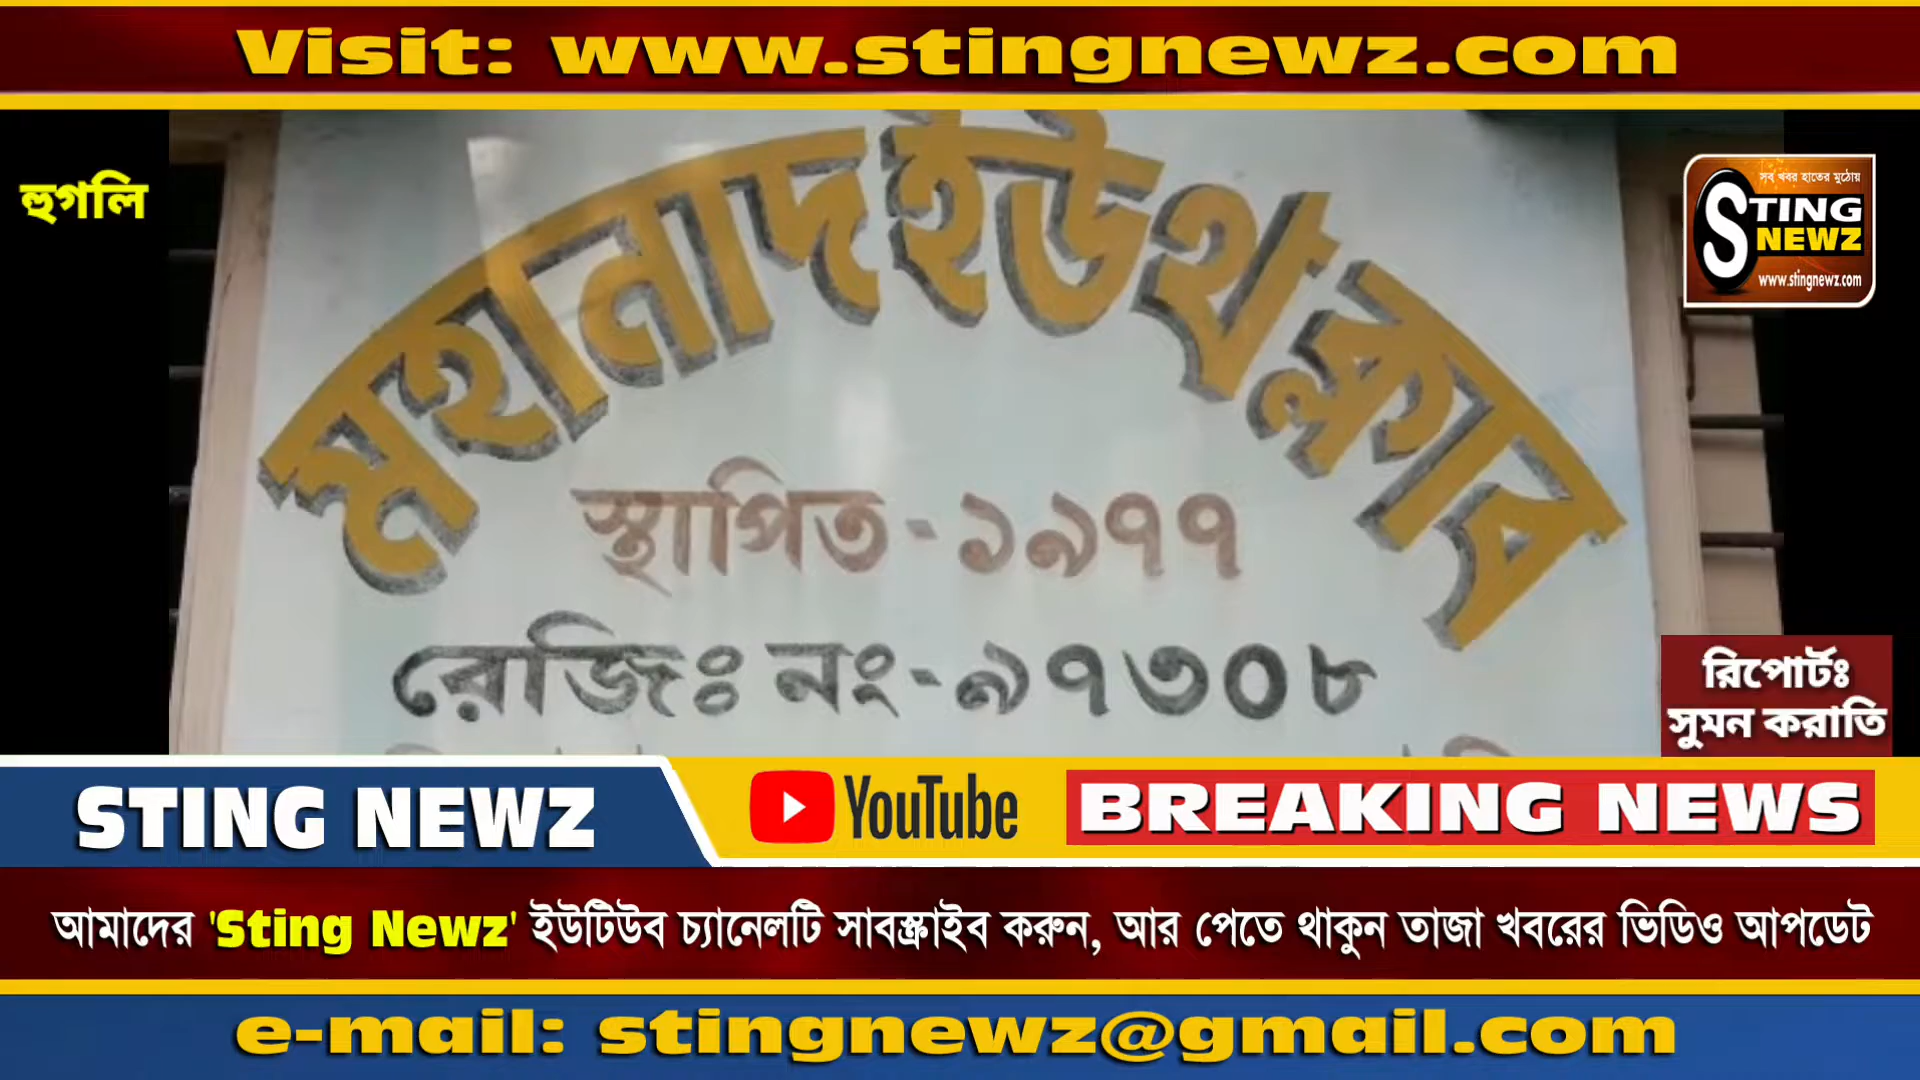 Visit: www.stingnewz.com
হুগলি
সব খবর হাতের মুঠোয়
STING
NEWZ
www.stingnewz.com
মহানাদ ইউথ ক্লাব
স্থাপিত - ১৯৭৭
রেজিঃ নং - ৯৭৩০৮
রিপোর্টঃ
সুমন করাতি
STING NEWZ
YouTube
BREAKING NEWS
আমাদের 'Sting Newz' ইউটিউব চ্যানেলটি সাবস্ক্রাইব করুন, আর পেতে থাকুন তাজা খবরের ভিডিও আপডেট
e-mail: stingnewz@gmail.com